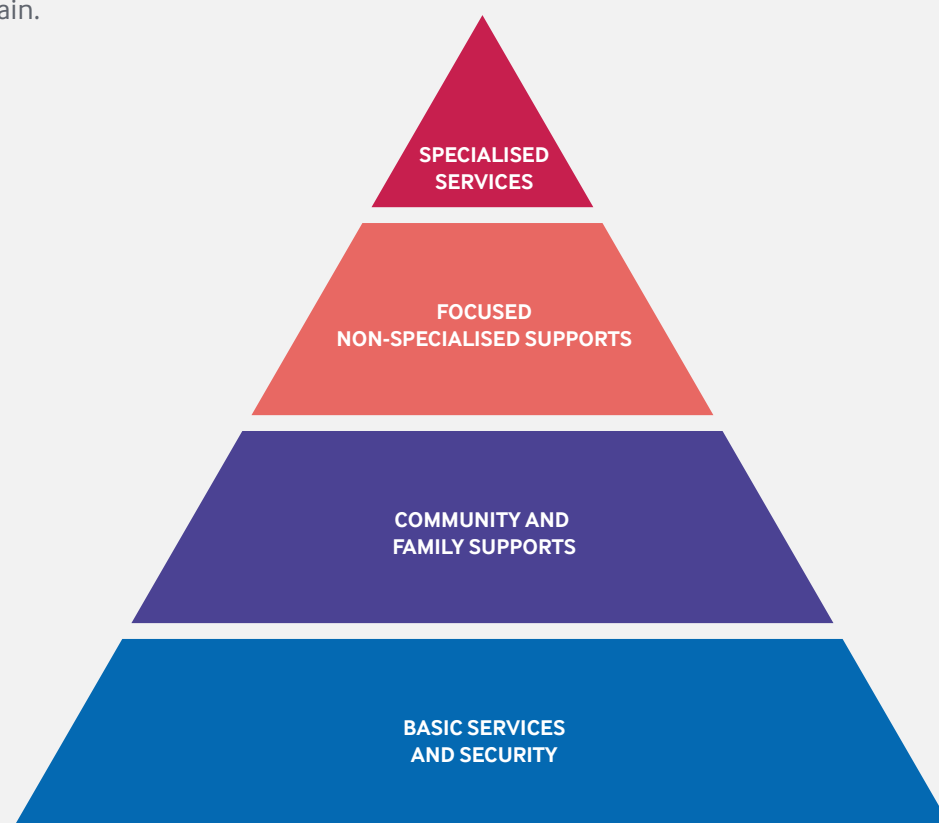 ain.
SPECIALISED
SERVICES
FOCUSED
NON-SPECIALISED SUPPORTS
COMMUNITY AND
FAMILY SUPPORTS
BASIC SERVICES
AND SECURITY